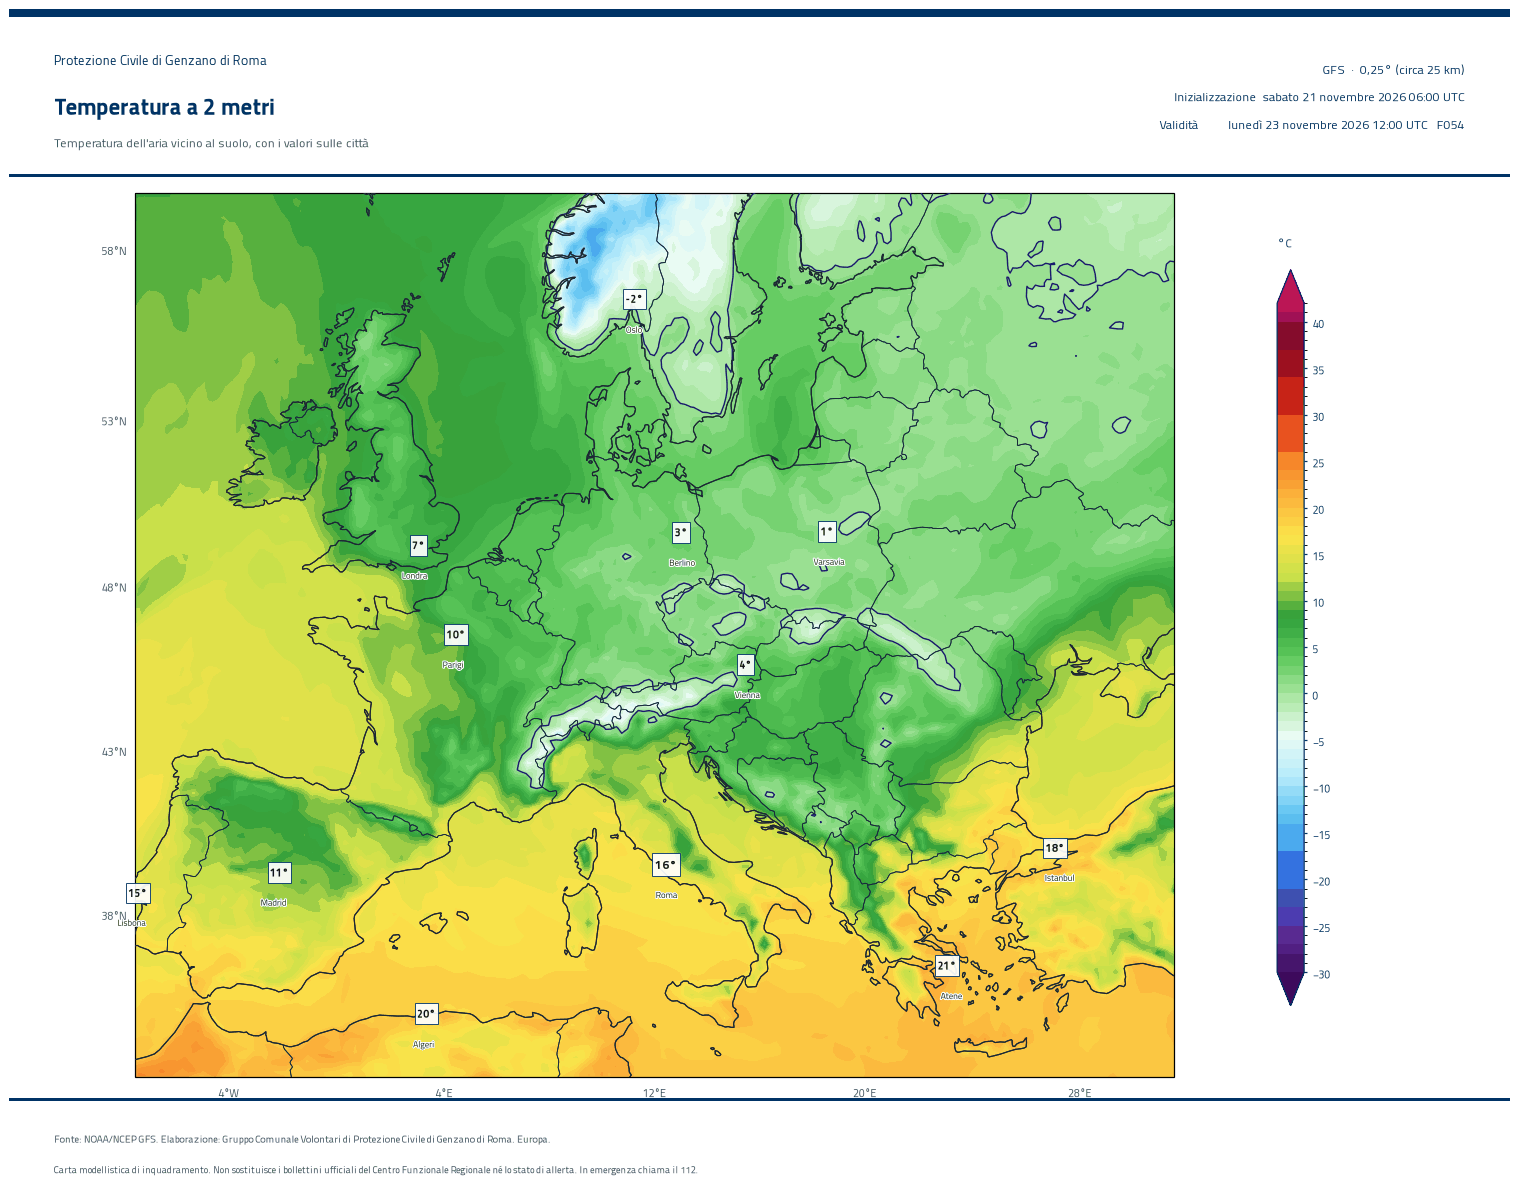 Protezione Civile di Genzano di Roma
Temperatura a 2 metri
Temperatura dell'aria vicino al suolo, con i valori sulle città
GFS · 0,25° (circa 25 km)
Inizializzazione sabato 21 novembre 2026 06:00 UTC
Validità lunedì 23 novembre 2026 12:00 UTC F054
58°N
53°N
48°N
43°N
38°N
4°W
4°E
12°E
20°E
28°E
-2°
Oslo
7°
Londra
3°
Berlino
1°
Varsavia
10°
Parigi
4°
Vienna
11°
Madrid
15°
Lisbona
16°
Roma
18°
Istanbul
21°
Atene
20°
Algeri
°C
40
35
30
25
20
15
10
5
0
−5
−10
−15
−20
−25
−30
Fonte: NOAA/NCEP GFS. Elaborazione: Gruppo Comunale Volontari di Protezione Civile di Genzano di Roma. Europa.
Carta modellistica di inquadramento. Non sostituisce i bollettini ufficiali del Centro Funzionale Regionale né lo stato di allerta. In emergenza chiama il 112.